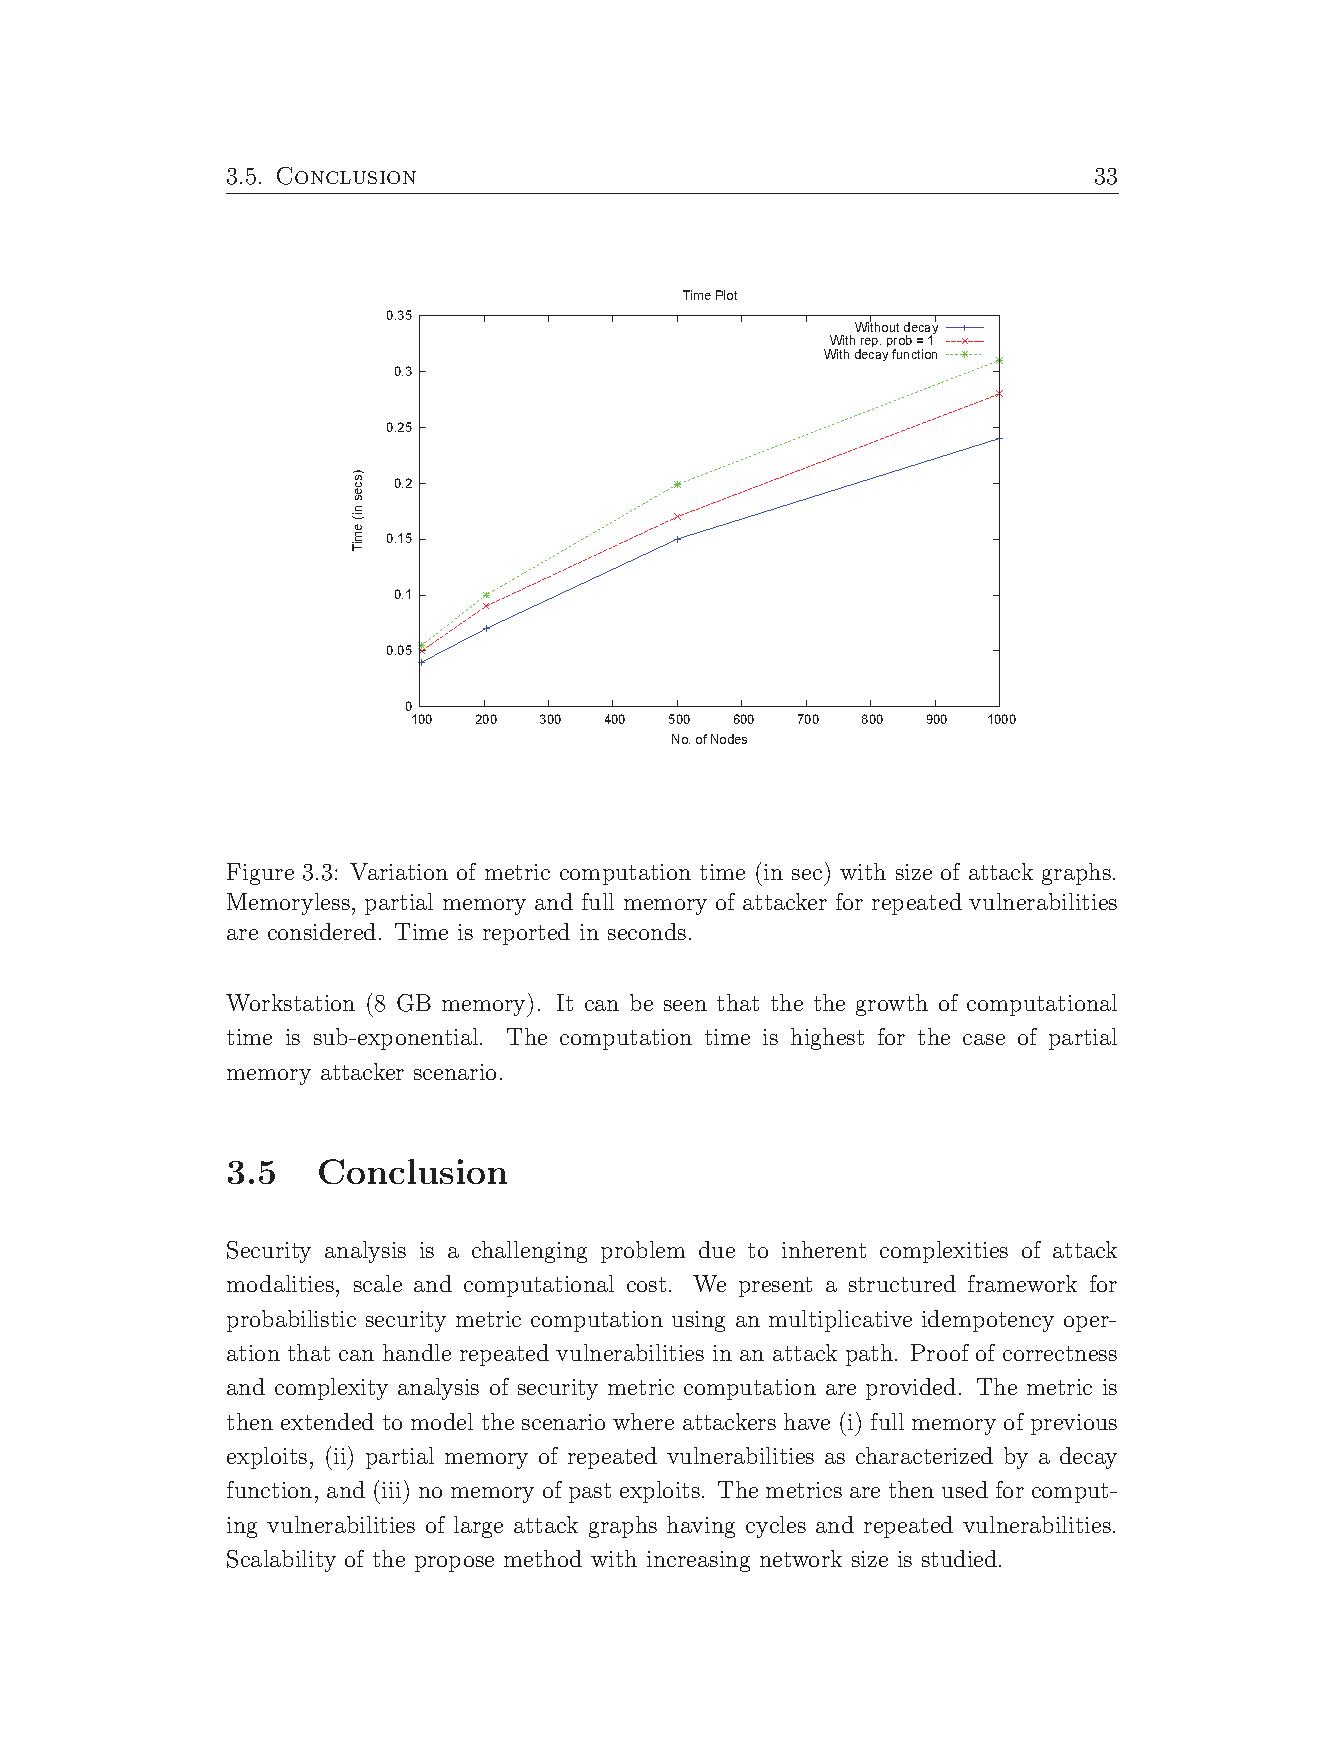 3.5. Conclusion 33
Time Plot
0.35
0.3
0.25
0.2
0.15
0.1
0.05
0
Time (in secs)
Without decay
With rep. prob = 1
With decay function
100 200 300 400 500 600 700 800 900 1000
No. of Nodes
Figure 3.3: Variation of metric computation time (in sec) with size of attack graphs.
Memoryless, partial memory and full memory of attacker for repeated vulnerabilities
are considered. Time is reported in seconds.
Workstation (8 GB memory). It can be seen that the the growth of computational
time is sub-exponential. The computation time is highest for the case of partial
memory attacker scenario.
3.5 Conclusion
Security analysis is a challenging problem due to inherent complexities of attack
modalities, scale and computational cost. We present a structured framework for
probabilistic security metric computation using an multiplicative idempotency oper-
ation that can handle repeated vulnerabilities in an attack path. Proof of correctness
and complexity analysis of security metric computation are provided. The metric is
then extended to model the scenario where attackers have (i) full memory of previous
exploits, (ii) partial memory of repeated vulnerabilities as characterized by a decay
function, and (iii) no memory of past exploits. The metrics are then used for comput-
ing vulnerabilities of large attack graphs having cycles and repeated vulnerabilities.
Scalability of the propose method with increasing network size is studied.